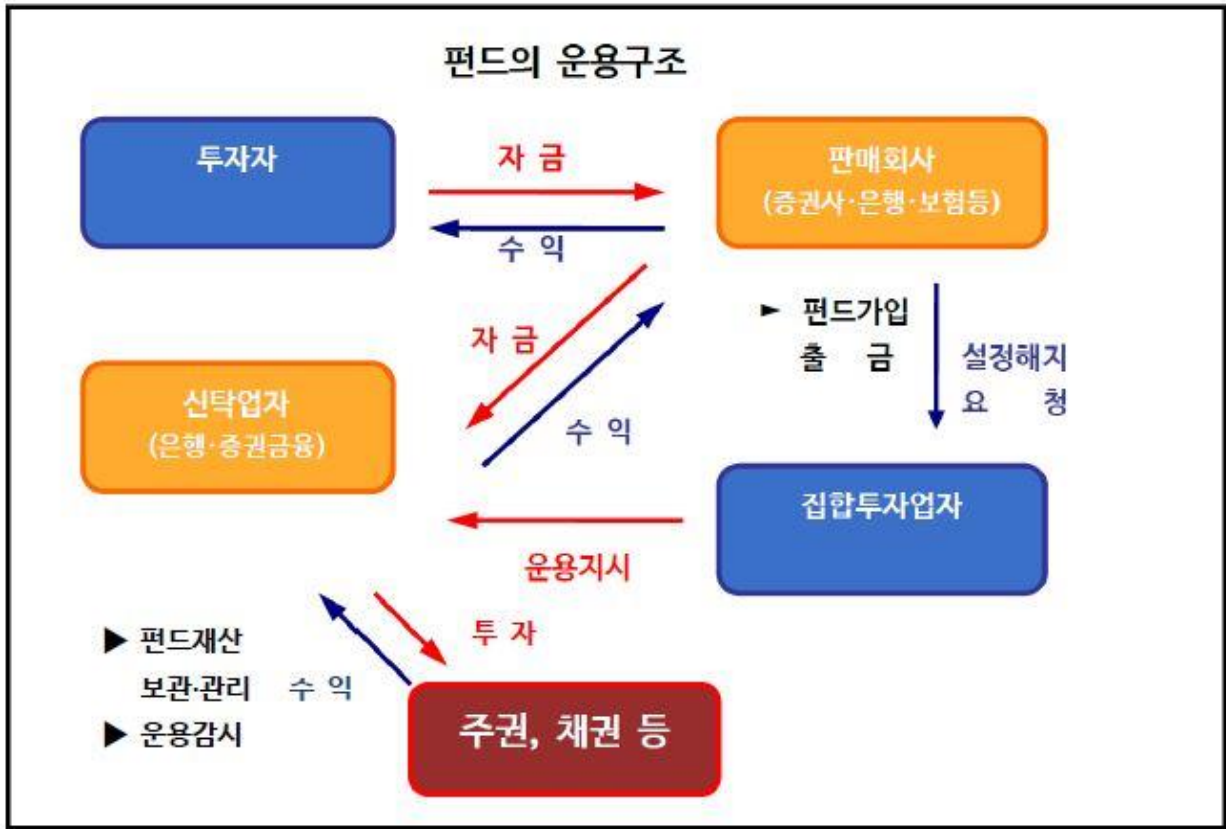 펀드의 운용구조
투자자
자 금
판매회사
(증권사·은행·보험등)
수 익
► 펀드가입
출 금
설정해지
요 청
자 금
신탁업자
(은행·증권금융)
수 익
집합투자업자
운용지시
▶ 펀드재산
보관·관리
▶ 운용감시
수 익
투 자
주권, 채권 등